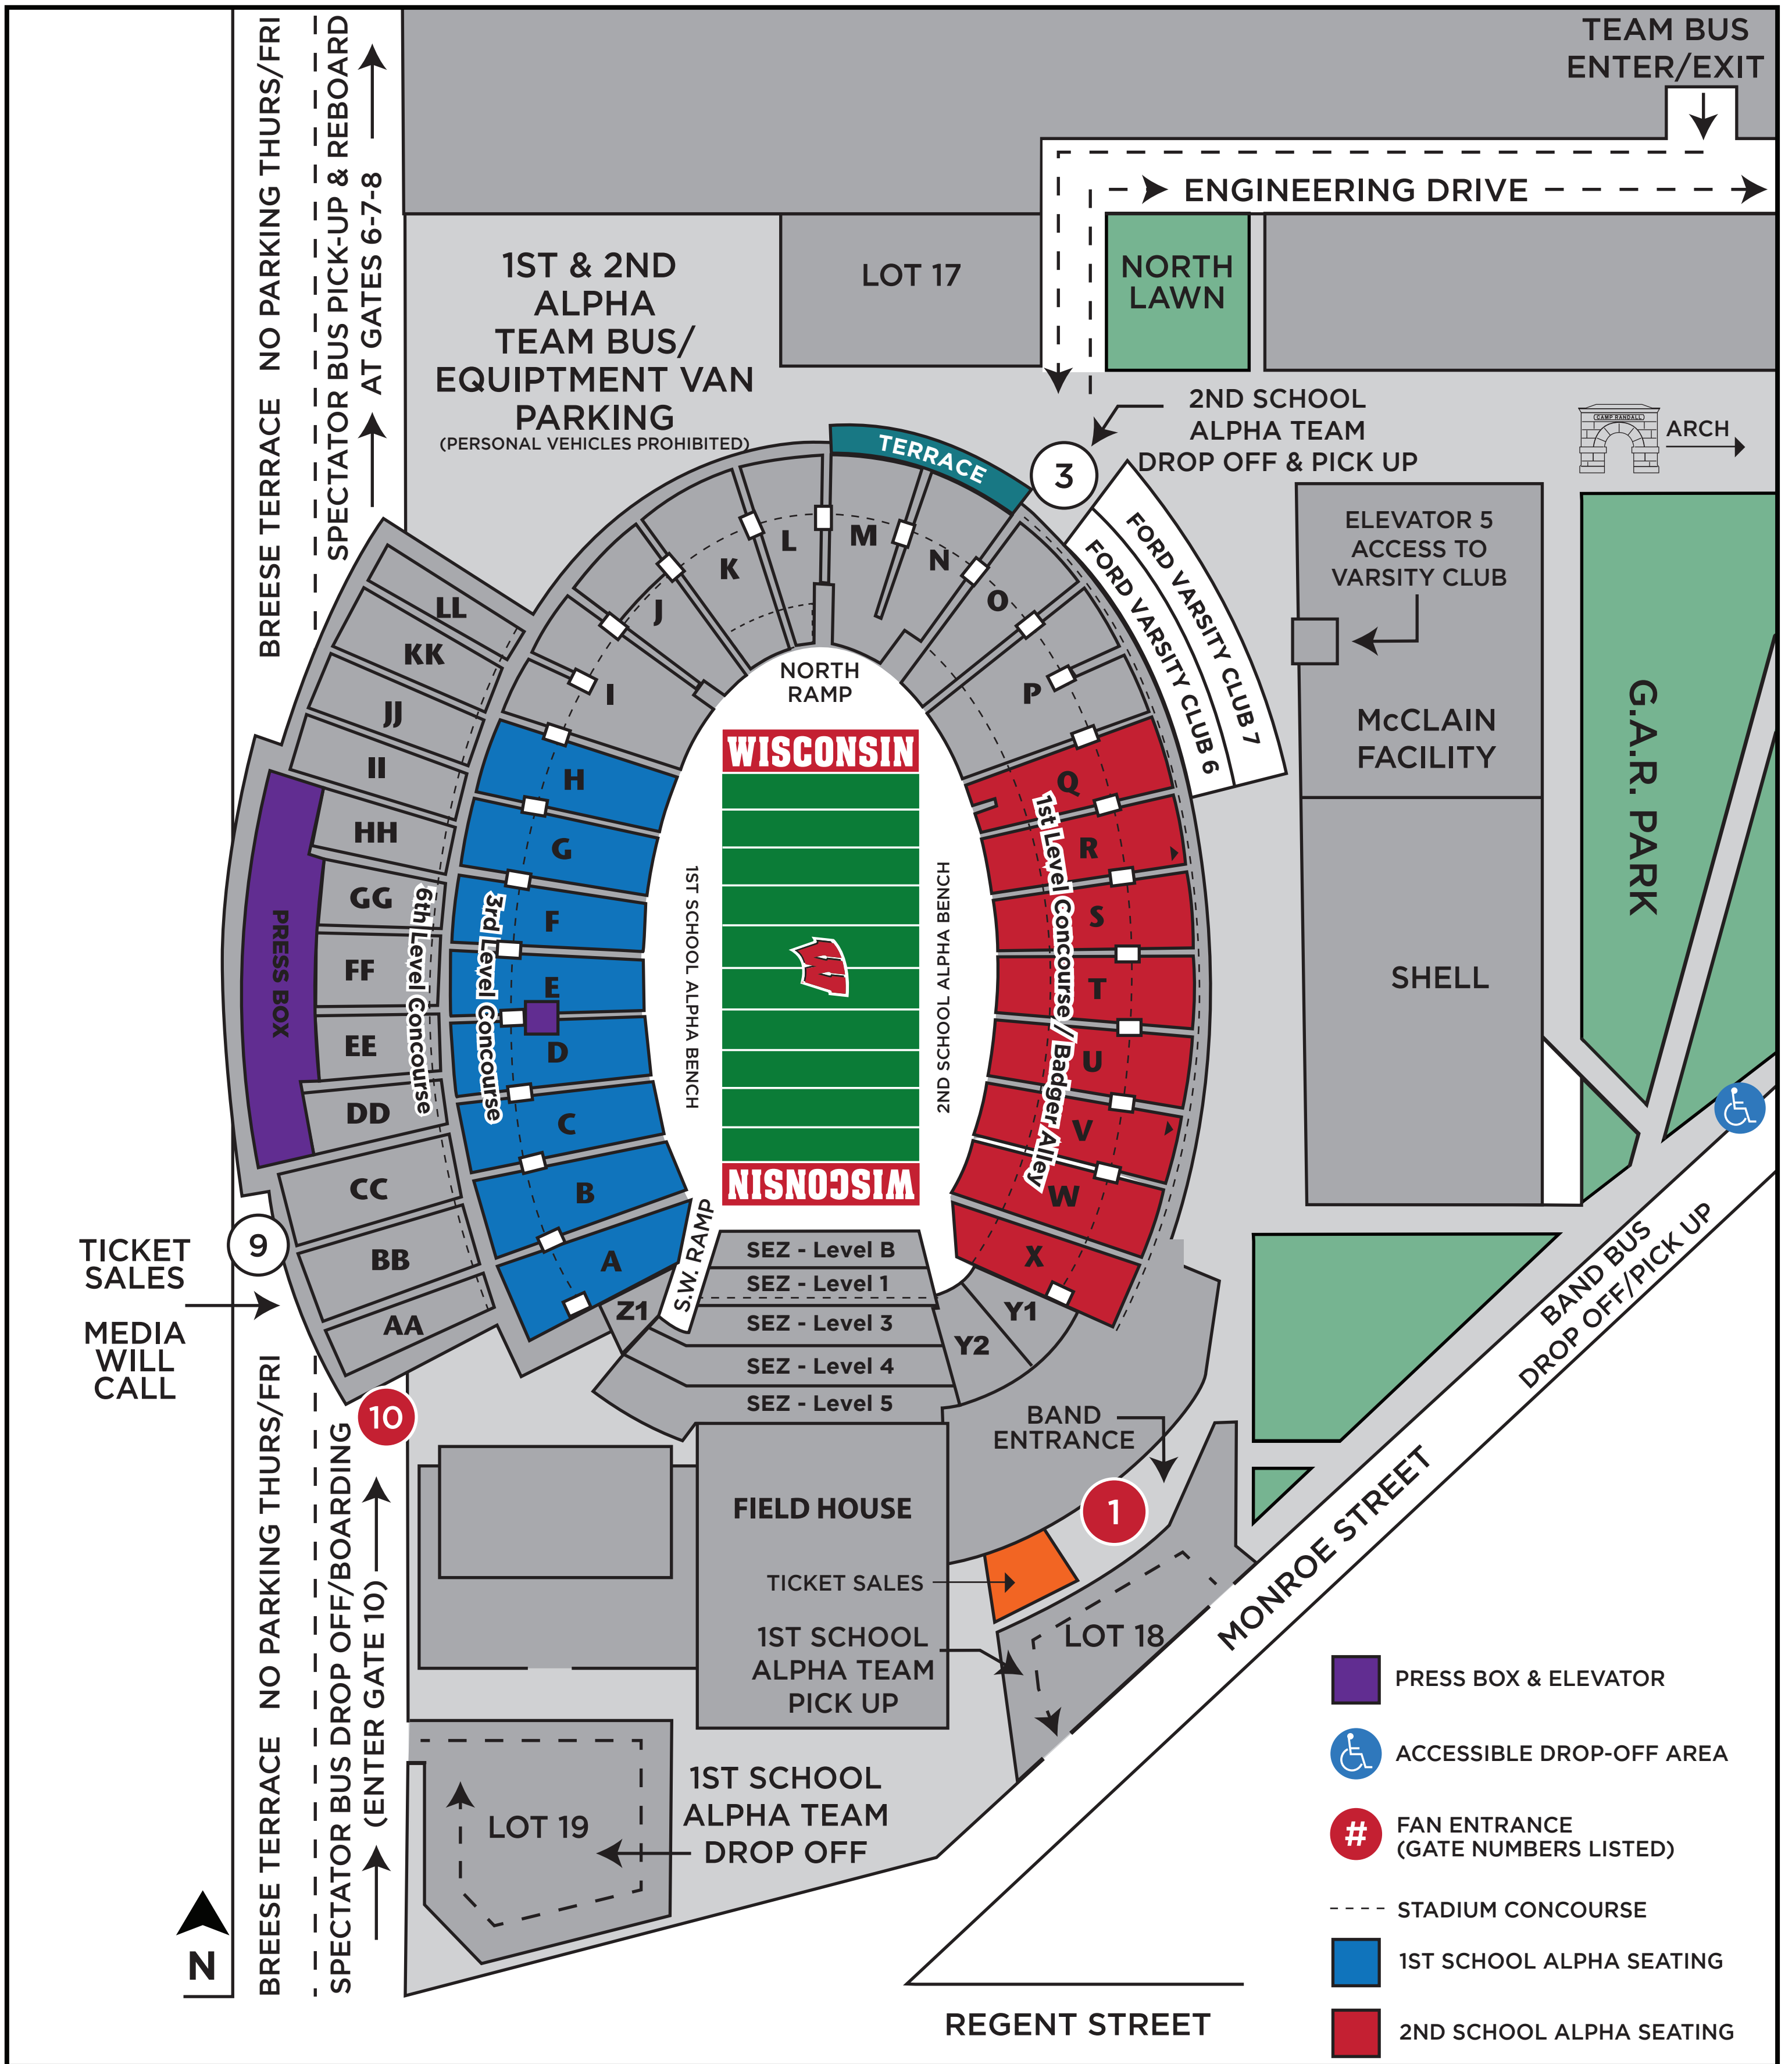 TEAM BUS
ENTER/EXIT
ENGINEERING DRIVE
BREESE TERRACE NO PARKING THURS/FRI
SPECTATOR BUS PICK-UP & REBOARD
AT GATES 6-7-8
1ST & 2ND
ALPHA
TEAM BUS/
EQUIPTMENT VAN
PARKING
(PERSONAL VEHICLES PROHIBITED)
LOT 17
NORTH
LAWN
2ND SCHOOL
ALPHA TEAM
DROP OFF & PICK UP
3
CAMP RANDALL
ARCH
TERRACE
FORD VARSITY CLUB 7
FORD VARSITY CLUB 6
ELEVATOR 5
ACCESS TO
VARSITY CLUB
McCLAIN
FACILITY
SHELL
G.A.R. PARK
LL
KK
JJ
II
HH
GG
FF
EE
DD
CC
BB
AA
PRESS BOX
6th Level Concourse
3rd Level Concourse
I
J
K
L
M
N
O
P
H
G
F
E
D
C
B
A
NORTH
RAMP
WISCONSIN
W
WISCONSIN
1ST SCHOOL ALPHA BENCH
2ND SCHOOL ALPHA BENCH
Q
R
S
T
U
V
W
X
1st Level Concourse/Badger Alley
Y1
Y2
Z1
S.W. RAMP
SEZ - Level B
SEZ - Level 1
SEZ - Level 3
SEZ - Level 4
SEZ - Level 5
9
TICKET
SALES
MEDIA
WILL
CALL
10
BREESE TERRACE NO PARKING THURS/FRI
SPECTATOR BUS DROP OFF/BOARDING
(ENTER GATE 10)
FIELD HOUSE
BAND
ENTRANCE
1
TICKET SALES
1ST SCHOOL
ALPHA TEAM
PICK UP
LOT 18
BAND BUS
DROP OFF/PICK UP
MONROE STREET
LOT 19
1ST SCHOOL
ALPHA TEAM
DROP OFF
N
REGENT STREET
PRESS BOX & ELEVATOR
ACCESSIBLE DROP-OFF AREA
#
FAN ENTRANCE
(GATE NUMBERS LISTED)
STADIUM CONCOURSE
1ST SCHOOL ALPHA SEATING
2ND SCHOOL ALPHA SEATING